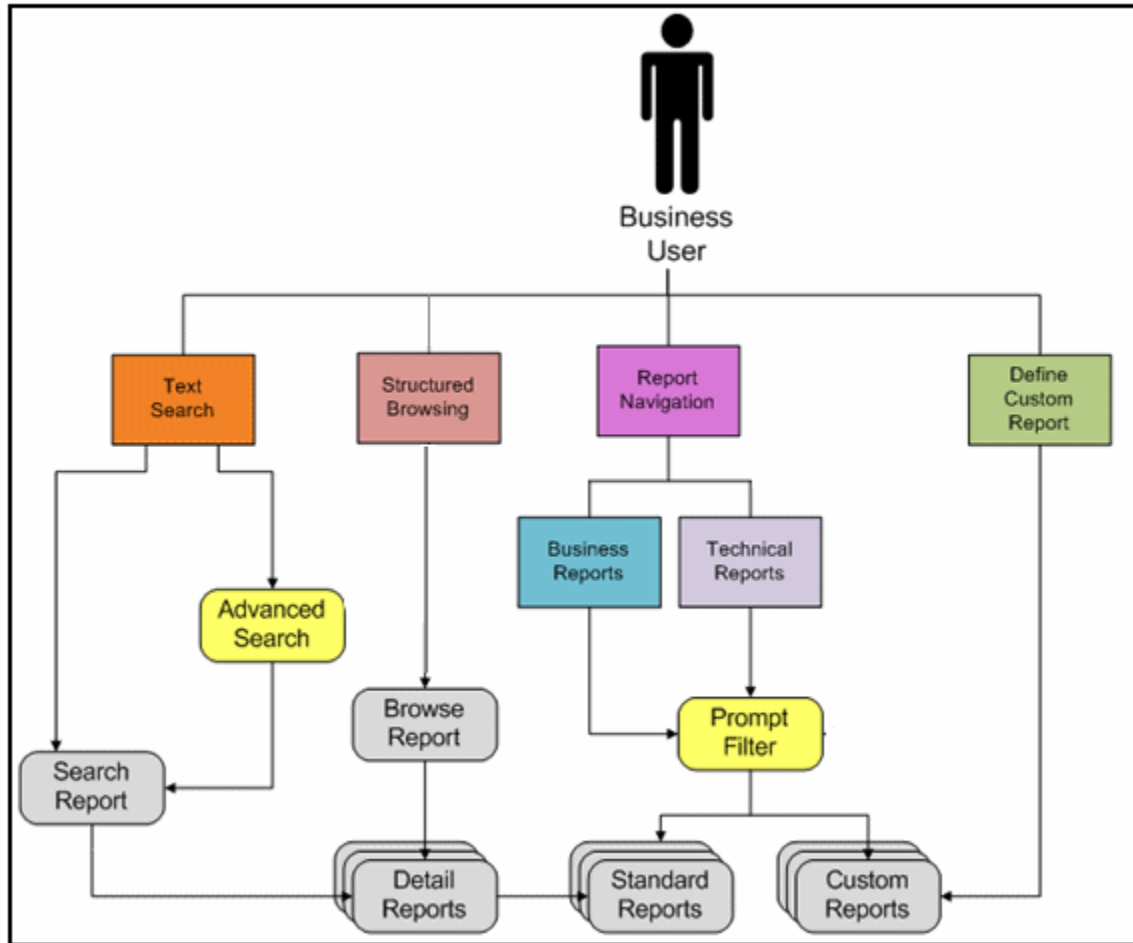 Business
User
Text
Search
Structured
Browsing
Report
Navigation
Define
Custom
Report
Business
Reports
Technical
Reports
Advanced
Search
Browse
Report
Prompt
Filter
Search
Report
Detail
Reports
Standard
Reports
Custom
Reports